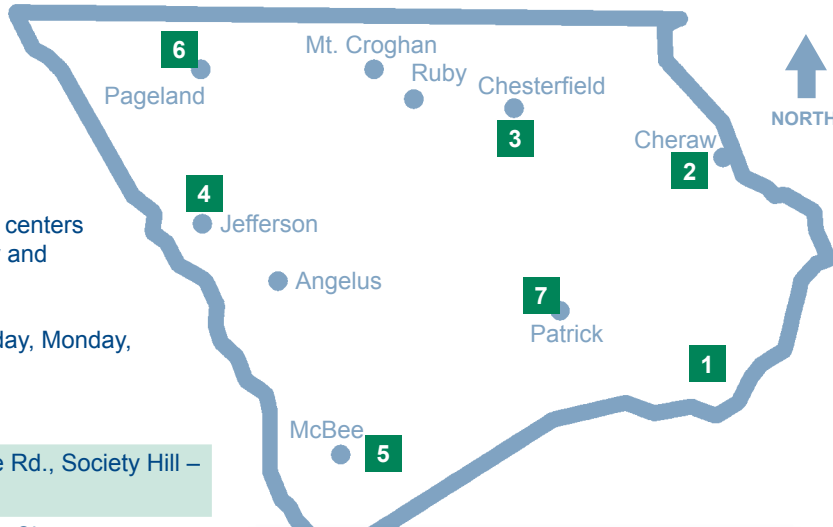 6
Mt. Croghan
Pageland
Ruby
Chesterfield
NORTH
3
Cheraw
2
4
centers
Jefferson
and
Angelus
7
day, Monday,
Patrick
1
McBee
5
Rd., Society Hill –